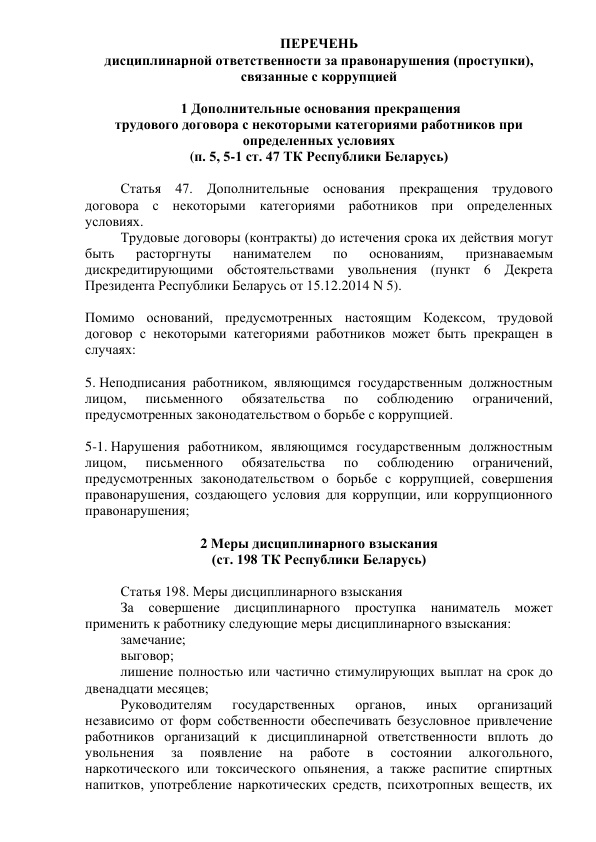 ПЕРЕЧЕНЬ
дисциплинарной ответственности за правонарушения (проступки),
связанные с коррупцией
1 Дополнительные основания прекращения
трудового договора с некоторыми категориями работников при
определенных условиях
(п. 5, 5-1 ст. 47 ТК Республики Беларусь)
Статья 47. Дополнительные основания прекращения трудового
договора с некоторыми категориями работников при определенных
условиях.
Трудовые договоры (контракты) до истечения срока их действия могут
быть расторгнуты нанимателем по основаниям, признаваемым
дискредитирующими обстоятельствами увольнения (пункт 6 Декрета
Президента Республики Беларусь от 15.12.2014 N 5).
Помимо оснований, предусмотренных настоящим Кодексом, трудовой
договор с некоторыми категориями работников может быть прекращен в
случаях:
5. Неподписания работником, являющимся государственным должностным
лицом, письменного обязательства по соблюдению ограничений,
предусмотренных законодательством о борьбе с коррупцией.
5-1. Нарушения работником, являющимся государственным должностным
лицом, письменного обязательства по соблюдению ограничений,
предусмотренных законодательством о борьбе с коррупцией, совершения
правонарушения, создающего условия для коррупции, или коррупционного
правонарушения;
2 Меры дисциплинарного взыскания
(ст. 198 ТК Республики Беларусь)
Статья 198. Меры дисциплинарного взыскания
За совершение дисциплинарного проступка наниматель может
применить к работнику следующие меры дисциплинарного взыскания:
замечание;
выговор;
лишение полностью или частично стимулирующих выплат на срок до
двенадцати месяцев;
Руководителям государственных органов, иных организаций
независимо от форм собственности обеспечивать безусловное привлечение
работников организаций к дисциплинарной ответственности вплоть до
увольнения за появление на работе в состоянии алкогольного,
наркотического или токсического опьянения, а также распитие спиртных
напитков, употребление наркотических средств, психотропных веществ, их